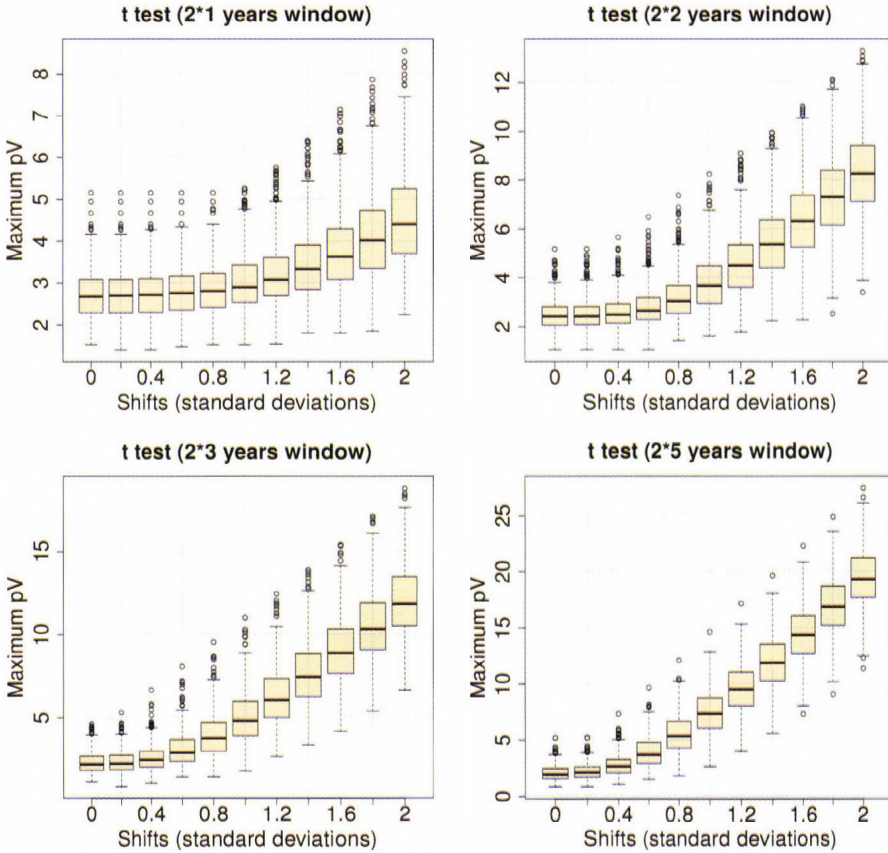 t test (2*1 years window)
Maximum pV
8
7
6
5
4
3
2
0 0.4 0.8 1.2 1.6 2
Shifts (standard deviations)
t test (2*2 years window)
Maximum pV
12
10
8
6
4
2
0 0.4 0.8 1.2 1.6 2
Shifts (standard deviations)
t test (2*3 years window)
Maximum pV
15
10
5
0 0.4 0.8 1.2 1.6 2
Shifts (standard deviations)
t test (2*5 years window)
Maximum pV
25
20
15
10
5
0
0 0.4 0.8 1.2 1.6 2
Shifts (standard deviations)